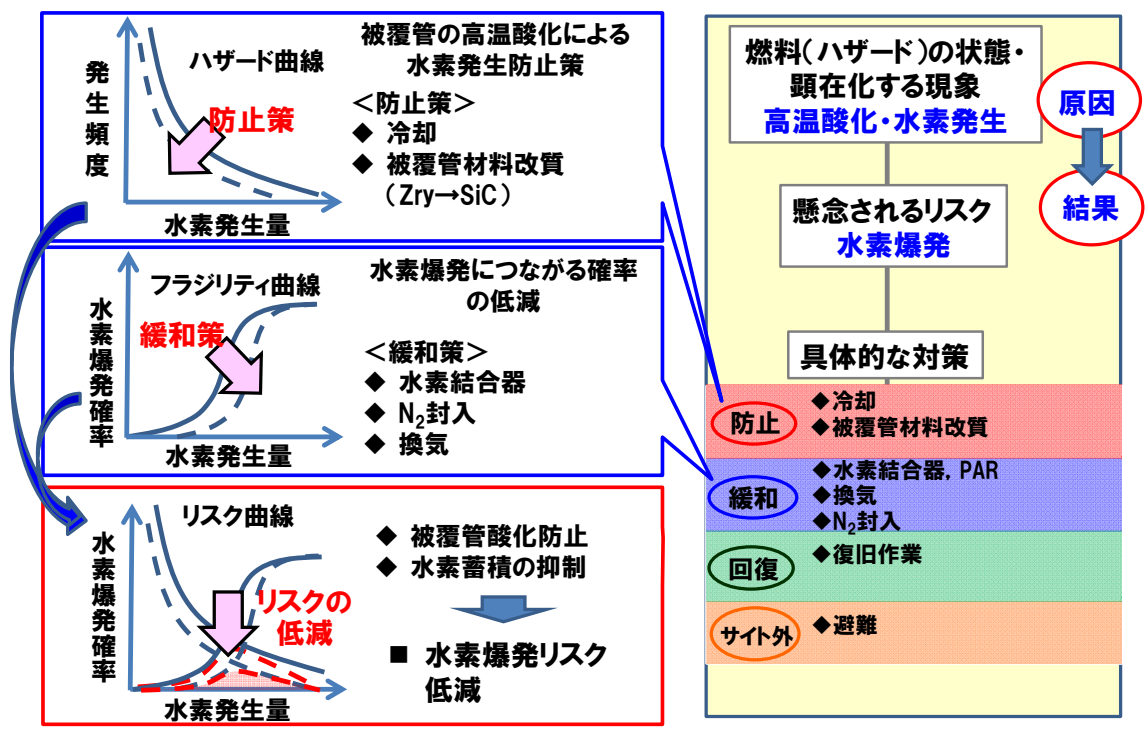 発生頻度
ハザード曲線
防止策
水素発生量
被覆管の高温酸化による
水素発生防止策
＜防止策＞
◆ 冷却
◆ 被覆管材料改質
（Zry→SiC）
水素爆発確率
フラジリティ曲線
緩和策
水素発生量
水素爆発につながる確率
の低減
＜緩和策＞
◆ 水素結合器
◆ N₂封入
◆ 換気
水素爆発確率
リスク曲線
リスクの
低減
水素発生量
◆ 被覆管酸化防止
◆ 水素蓄積の抑制
■ 水素爆発リスク
低減
燃料（ハザード）の状態・
顕在化する現象
高温酸化・水素発生
原因
結果
懸念されるリスク
水素爆発
具体的な対策
防止
◆冷却
◆被覆管材料改質
緩和
◆水素結合器, PAR
◆換気
◆N₂封入
回復
◆復旧作業
サイト外
◆避難